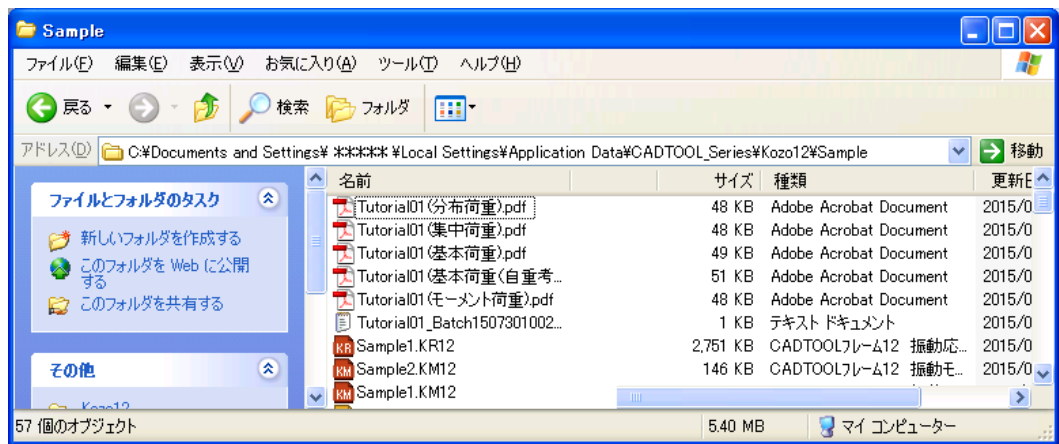 Sample
ファイル(F) 編集(E) 表示(V) お気に入り(A) ツール(T) ヘルプ(H)
戻る 検索 フォルダ
アドレス(D) C:¥Documents and Settings¥ ***** ¥Local Settings¥Application Data¥CADTOOL_Series¥Kozo12¥Sample 移動
ファイルとフォルダのタスク
新しいフォルダを作成する
このフォルダを Web に公開
する
このフォルダを共有する
その他
Kozo12
名前 サイズ 種類 更新
Tutorial01(分布荷重).pdf 48 KB Adobe Acrobat Document 2015/0
Tutorial01(集中荷重).pdf 48 KB Adobe Acrobat Document 2015/0
Tutorial01(基本荷重).pdf 49 KB Adobe Acrobat Document 2015/0
Tutorial01(基本荷重(自重考... 51 KB Adobe Acrobat Document 2015/0
Tutorial01(モーメント荷重).pdf 48 KB Adobe Acrobat Document 2015/0
Tutorial01_Batch1507301002... 1 KB テキスト ドキュメント 2015/0
KR Sample1.KR12 2,751 KB CADTOOLフレーム12 振動応... 2015/0
KM Sample2.KM12 146 KB CADTOOLフレーム12 振動モ... 2015/0
KM Sample1.KM12
57 個のオブジェクト 5.40 MB マイ コンピューター